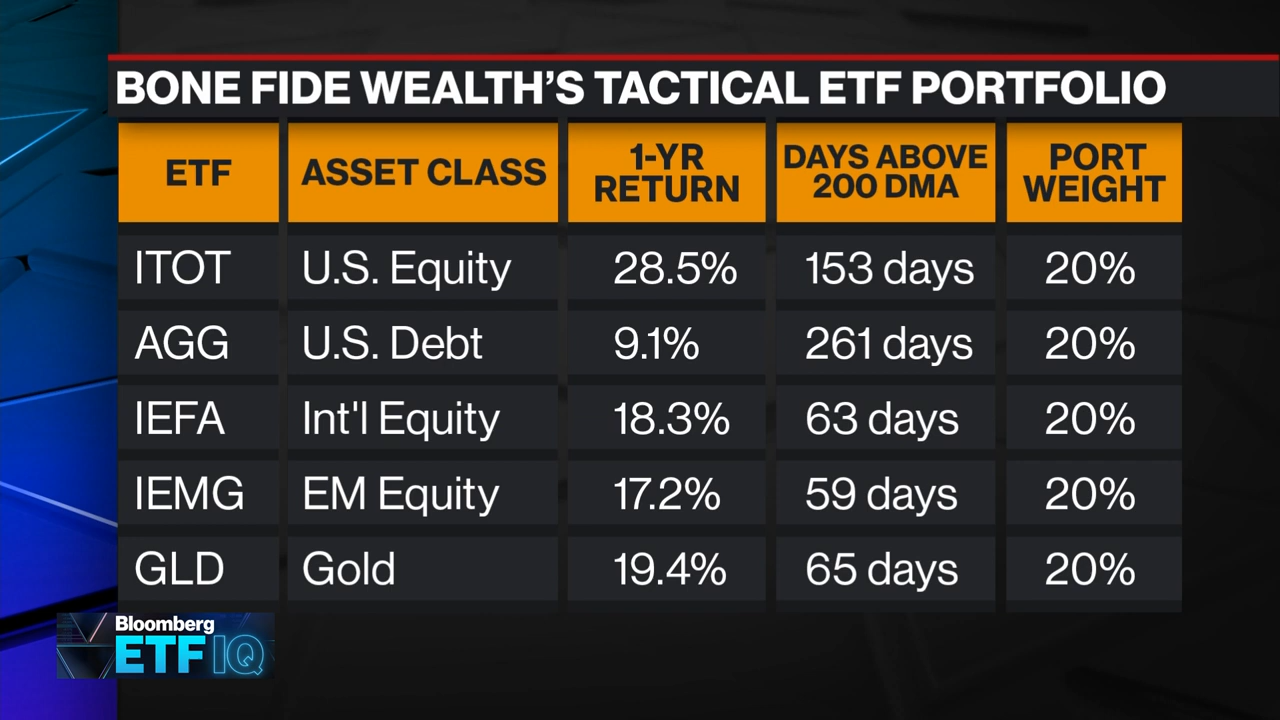 BONE FIDE WEALTH'S TACTICAL ETF PORTFOLIO
ETF ASSET CLASS 1-YR RETURN DAYS ABOVE 200 DMA PORT WEIGHT
ITOT U.S. Equity 28.5% 153 days 20%
AGG U.S. Debt 9.1% 261 days 20%
IEFA Int'l Equity 18.3% 63 days 20%
IEMG EM Equity 17.2% 59 days 20%
GLD Gold 19.4% 65 days 20%
Bloomberg
ETF IQ